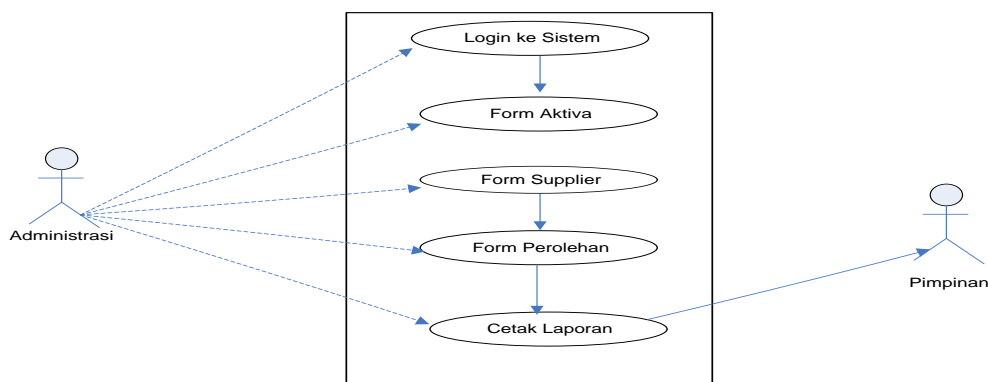 Login ke Sistem
Form Aktiva
Form Supplier
Administrasi
Form Perolehan
Pimpinan
Cetak Laporan